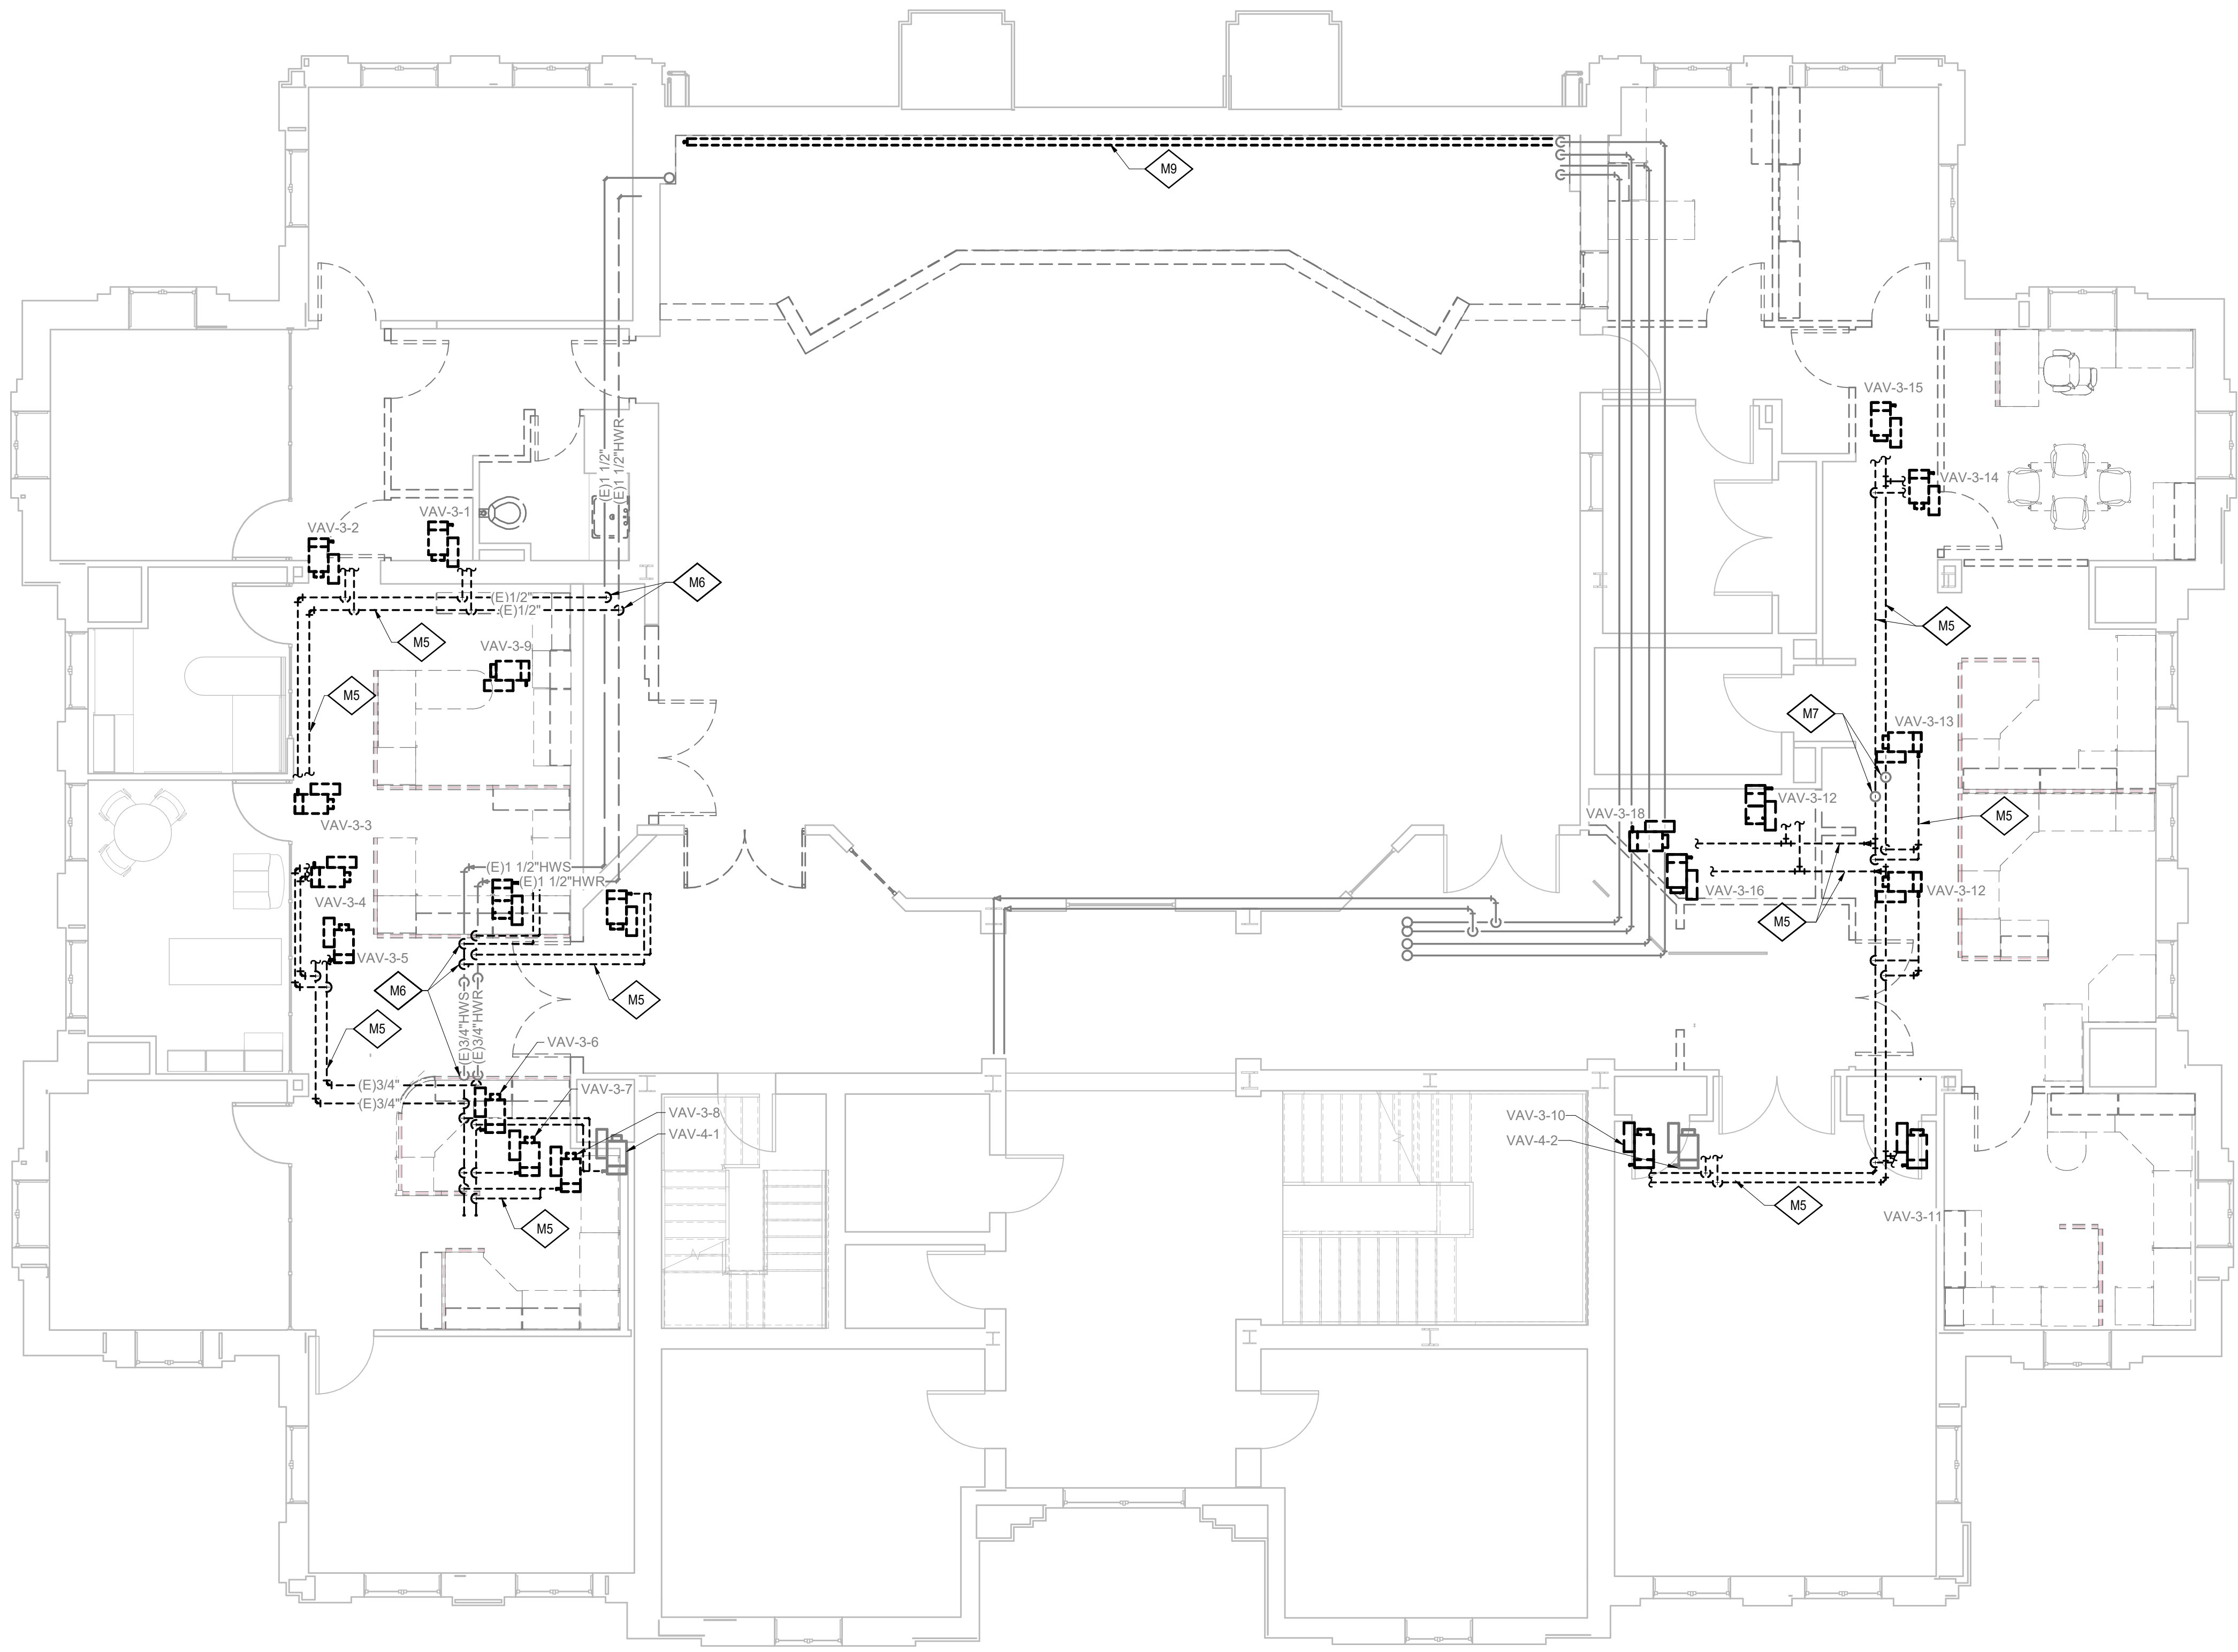 M9
VAV-3-15
(E)1 1/2"
(E)1 1/2"HWR
VAV-3-14
VAV-3-2
VAV-3-1
M6
(E)1/2"
(E)1/2"
M5
M5
VAV-3-9
M5
M7
VAV-3-13
VAV-3-3
VAV-3-18
VAV-3-12
M5
(E)1 1/2"HWS
(E)1 1/2"HWR
VAV-3-4
VAV-3-16
VAV-3-12
M5
VAV-3-5
M6
(E)3/4"HWS
(E)3/4"HWR
M5
M5
VAV-3-6
(E)3/4"
(E)3/4"
VAV-3-7
VAV-3-8
VAV-4-1
VAV-3-10
VAV-4-2
M5
M5
VAV-3-11